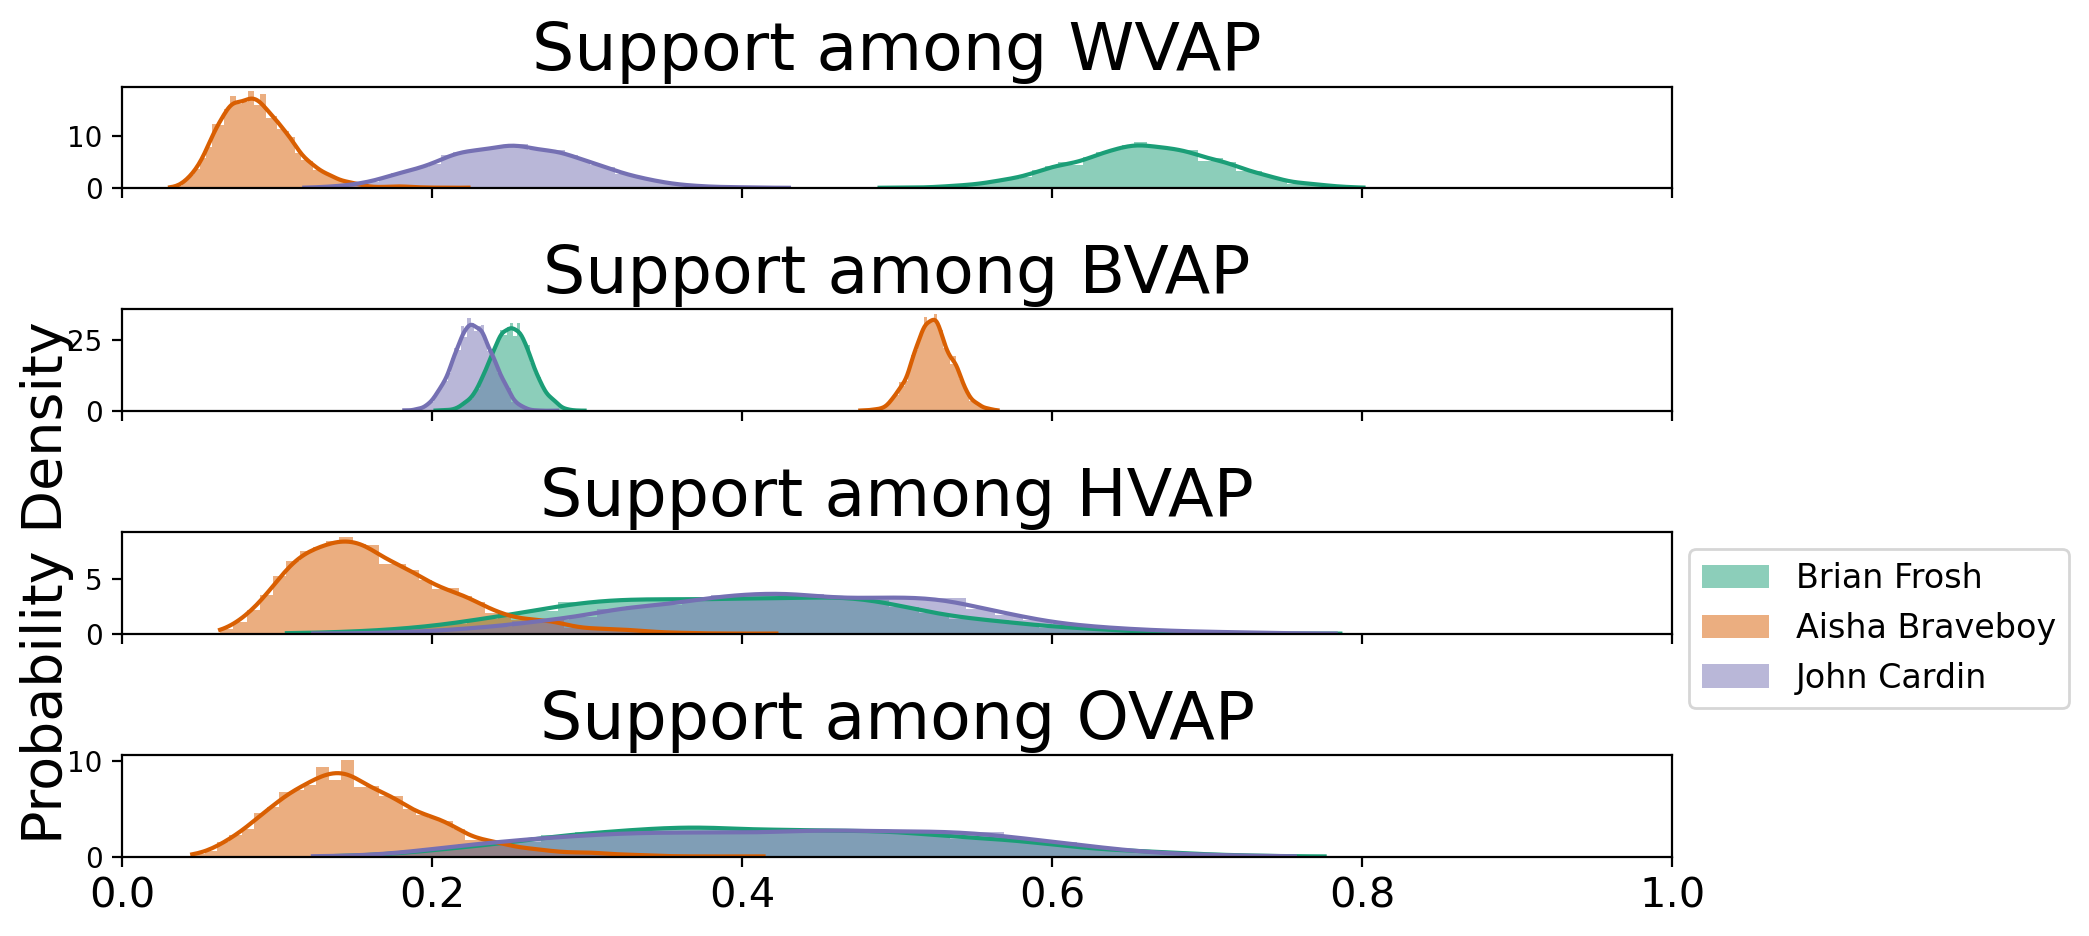 Support among WVAP
10
0
Support among BVAP
25
0
Support among HVAP
5
0
Support among OVAP
10
0
0.0 0.2 0.4 0.6 0.8 1.0
Probability Density
Brian Frosh
Aisha Braveboy
John Cardin